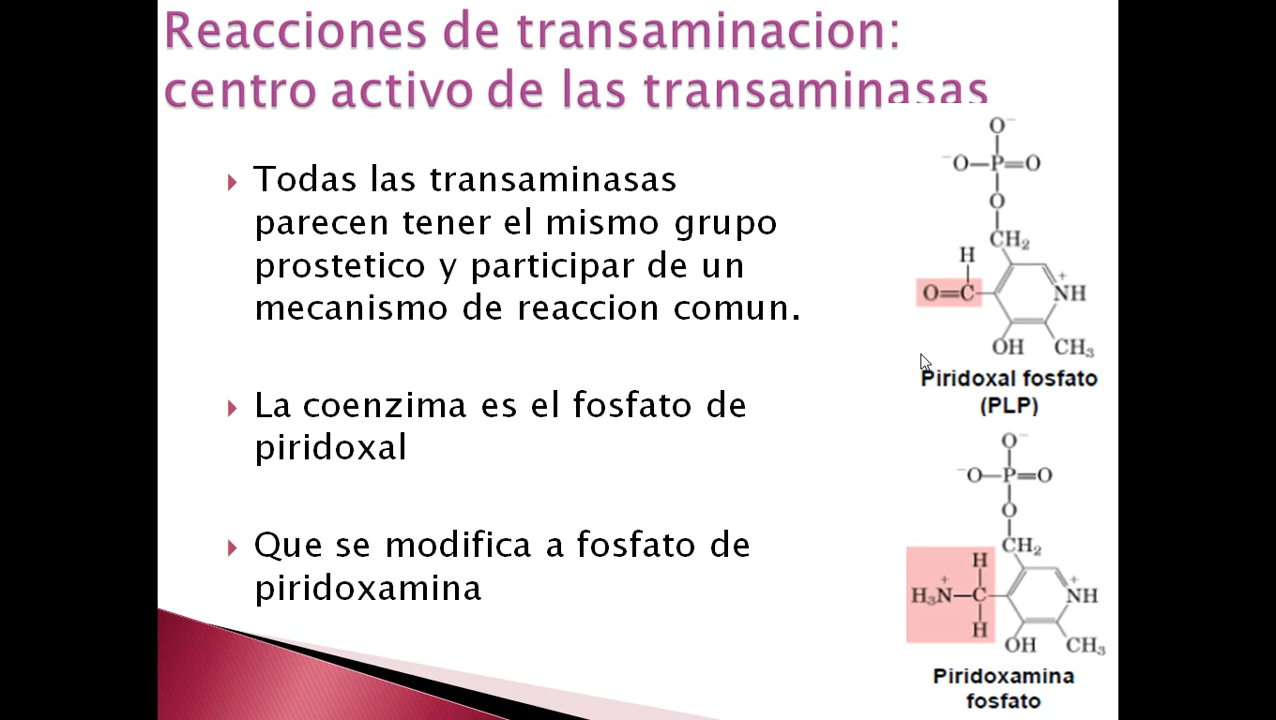 Reacciones de transaminacion:
centro activo de las transaminasas
Todas las transaminasas
parecen tener el mismo grupo
prostetico y participar de un
mecanismo de reaccion comun.
La coenzima es el fosfato de
piridoxal
Que se modifica a fosfato de
piridoxamina
O⁻
⁻O—P=O
O
CH₂
H
O=C
NH
+
OH CH₃
Piridoxal fosfato
(PLP)
O⁻
⁻O—P=O
O
CH₂
H
+
H₃N—C
NH
+
H
OH CH₃
Piridoxamina
fosfato